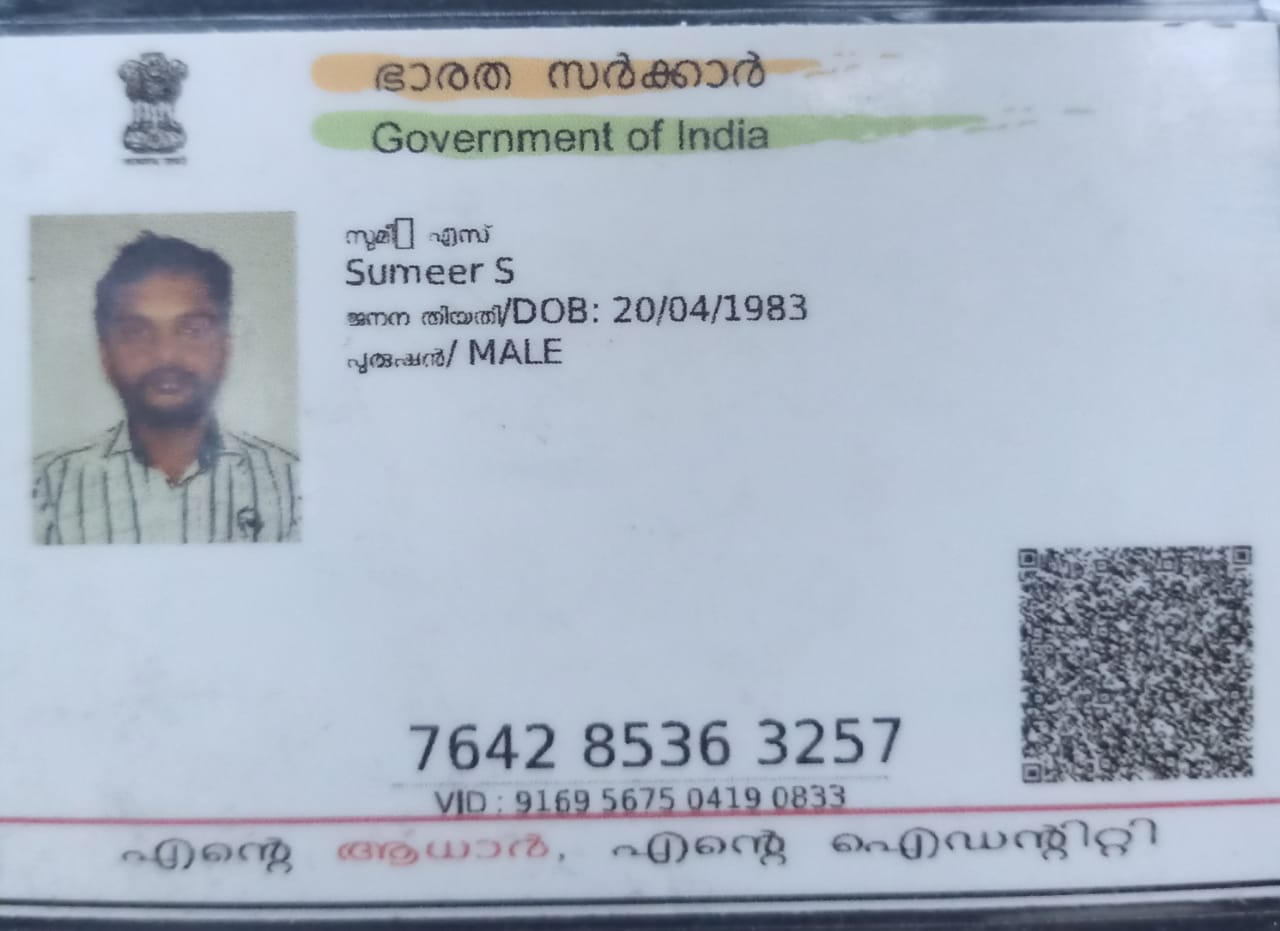 ഭാരത സർക്കാർ
Government of India
സുമീ▯ എസ്
Sumeer S
ജനന തിയതി/DOB: 20/04/1983
പുരുഷൻ/ MALE
7642 8536 3257
VID : 9169 5675 0419 0833
എന്റെ ആധാർ, എന്റെ ഐഡന്റിറ്റി